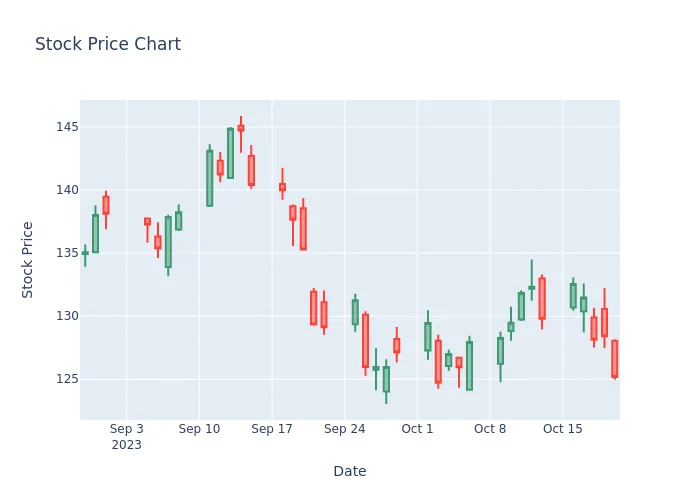 Stock Price Chart
Stock Price
145
140
135
130
125
Sep 3
2023
Sep 10
Sep 17
Sep 24
Oct 1
Oct 8
Oct 15
Date